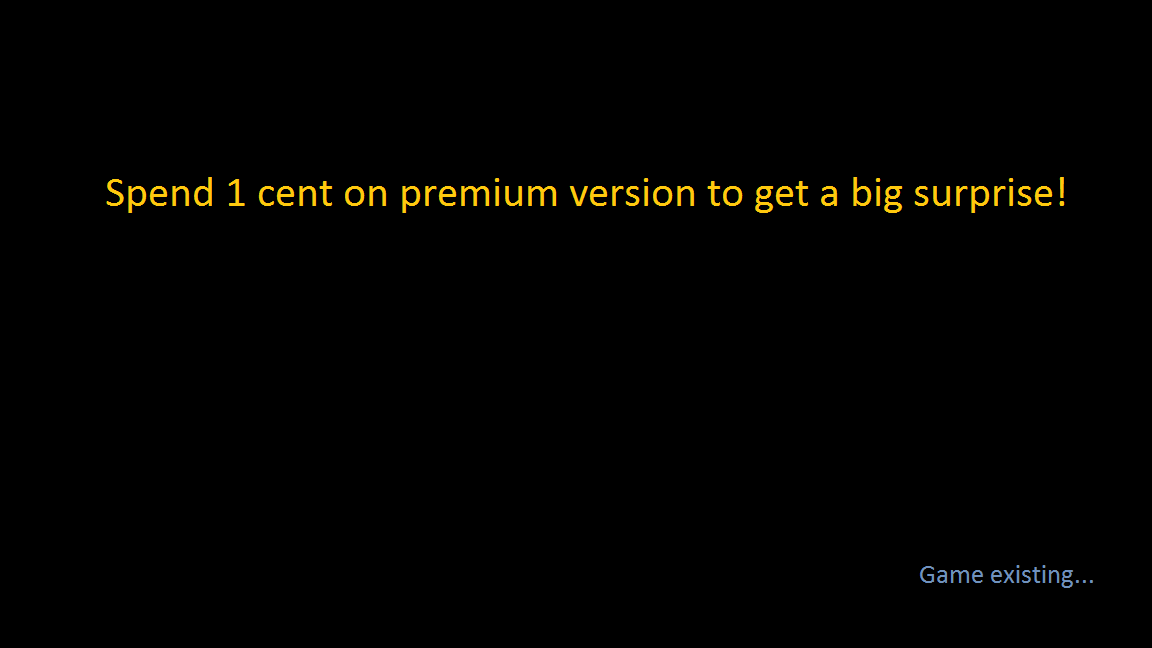 Spend 1 cent on premium version to get a big surprise!
Game existing...